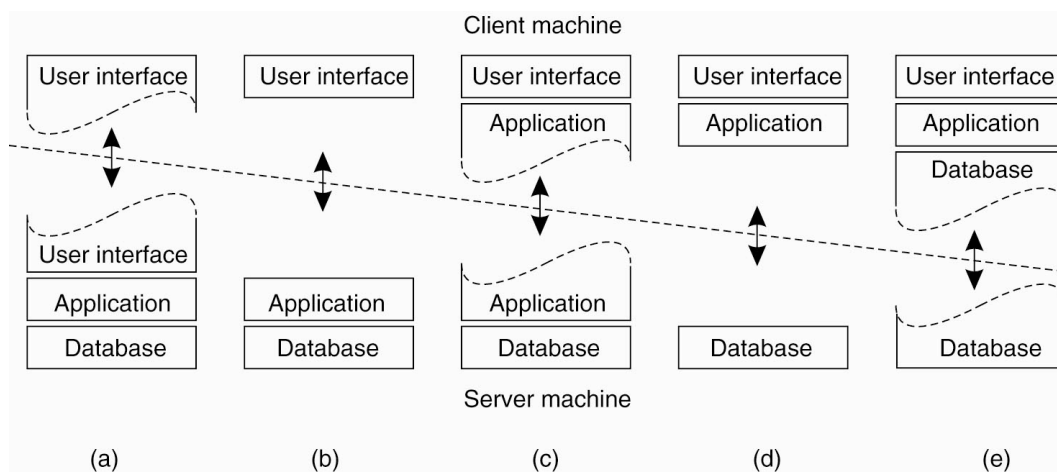 Client machine
User interface User interface User interface User interface User interface
Application Application Application
Database
User interface
Application Application Application
Database Database Database Database Database
Server machine
(a) (b) (c) (d) (e)